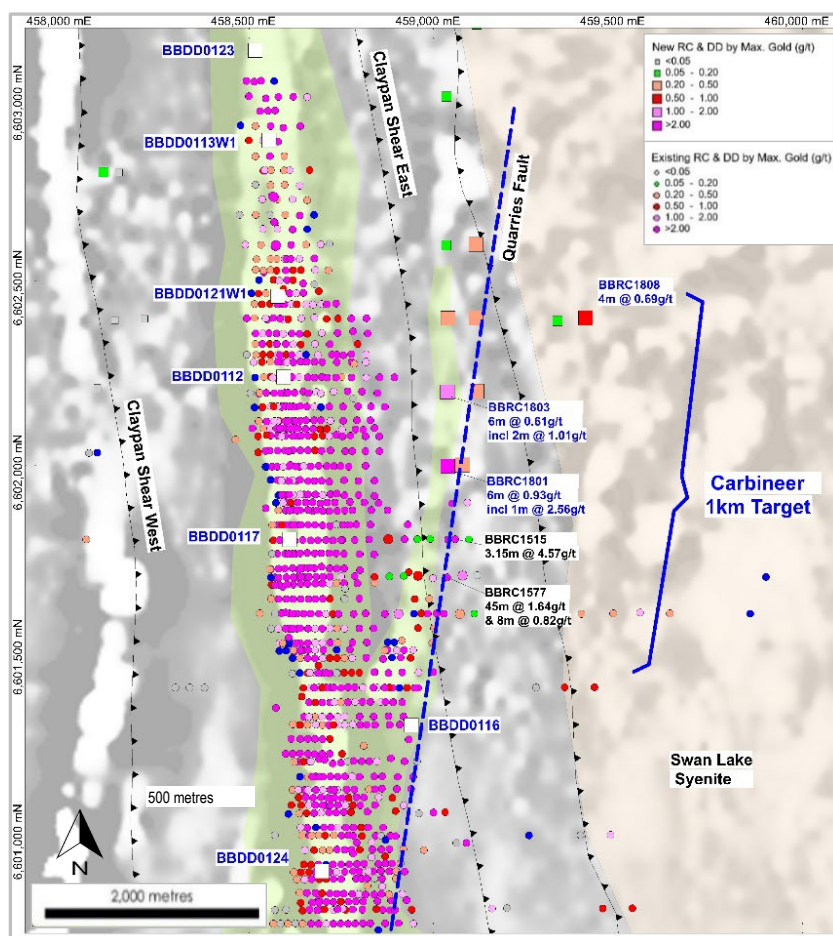 458,000 mE
458,500 mE
459,000 mE
459,500 mE
460,000 mE
6,603,000 mN
6,602,500 mN
6,602,000 mN
6,601,500 mN
6,601,000 mN
New RC & DD by Max. Gold (g/t)
<0.05
0.05 - 0.20
0.20 - 0.50
0.50 - 1.00
1.00 - 2.00
>2.00
Existing RC & DD by Max. Gold (g/t)
<0.05
0.05 - 0.20
0.20 - 0.50
0.50 - 1.00
1.00 - 2.00
>2.00
BBDD0123
BBDD0113W1
Claypan Shear East
Quarries Fault
BBDD0121W1
BBRC1808
4m @ 0.69g/t
BBDD0112
BBRC1803
6m @ 0.61g/t
incl 2m @ 1.01g/t
Claypan Shear West
BBRC1801
6m @ 0.93g/t
incl 1m @ 2.56g/t
Carbineer
1km Target
BBDD0117
BBRC1515
3.15m @ 4.57g/t
BBRC1577
45m @ 1.64g/t
& 8m @ 0.82g/t
BBDD0116
Swan Lake
Syenite
500 metres
BBDD0124
N
2,000 metres